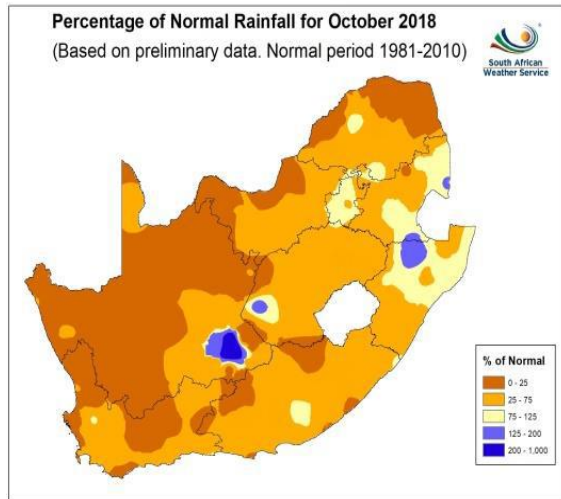 Percentage of Normal Rainfall for October 2018
(Based on preliminary data. Normal period 1981-2010)
South African
Weather Service
% of Normal
0 - 25
25 - 75
75 - 125
125 - 200
200 - 1,000